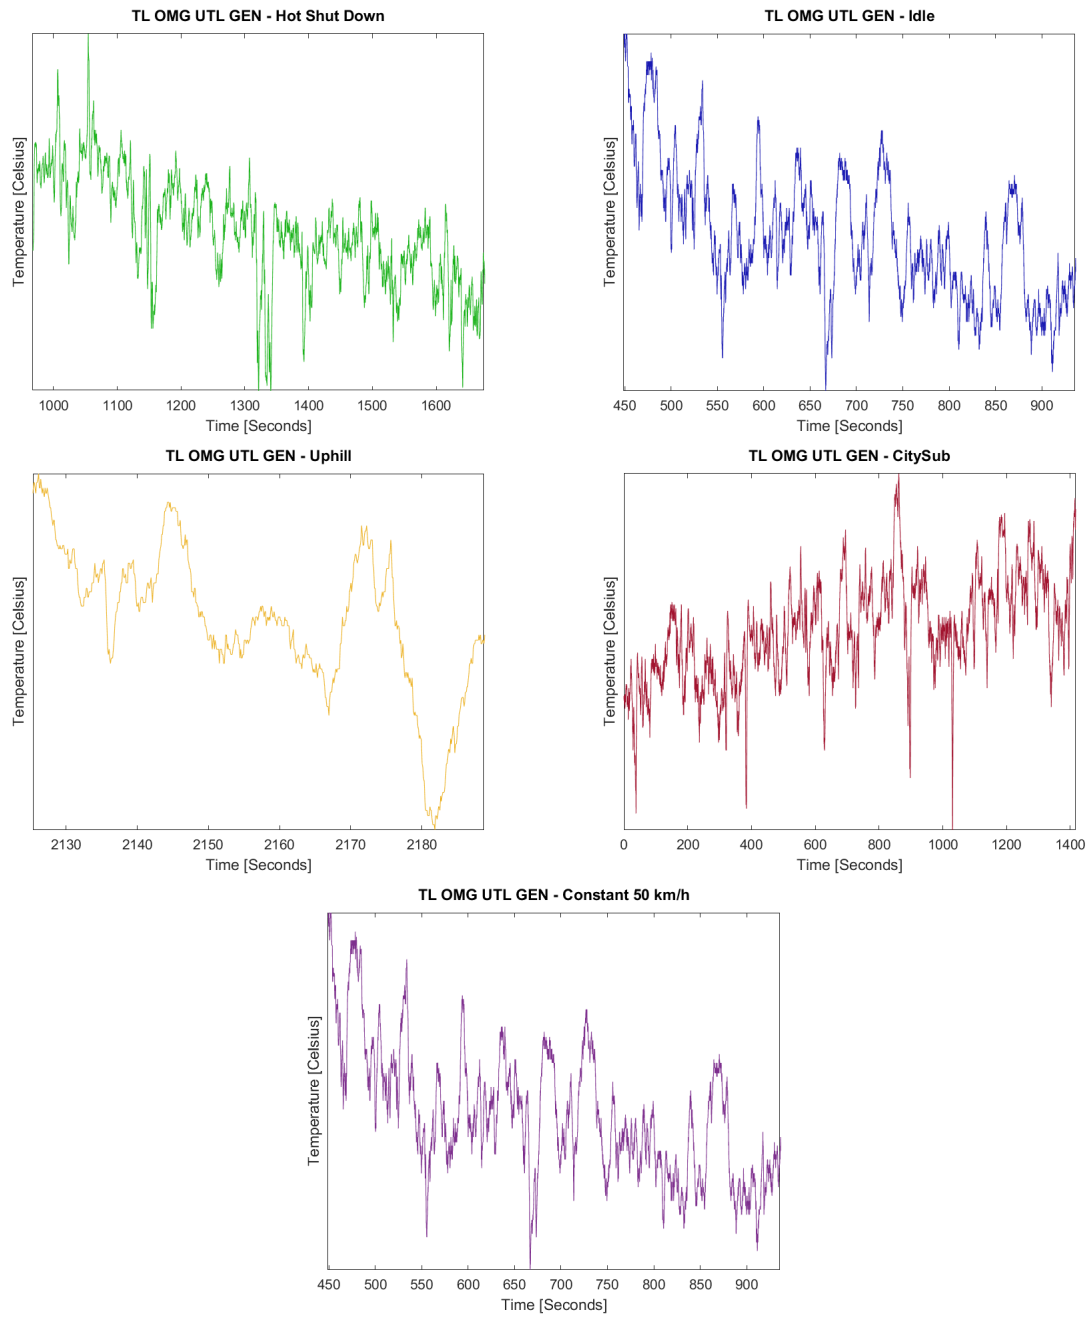 TL OMG UTL GEN - Hot Shut Down
Temperature [Celsius]
1000 1100 1200 1300 1400 1500 1600
Time [Seconds]
TL OMG UTL GEN - Idle
Temperature [Celsius]
450 500 550 600 650 700 750 800 850 900
Time [Seconds]
TL OMG UTL GEN - Uphill
Temperature [Celsius]
2130 2140 2150 2160 2170 2180
Time [Seconds]
TL OMG UTL GEN - CitySub
Temperature [Celsius]
0 200 400 600 800 1000 1200 1400
Time [Seconds]
TL OMG UTL GEN - Constant 50 km/h
Temperature [Celsius]
450 500 550 600 650 700 750 800 850 900
Time [Seconds]